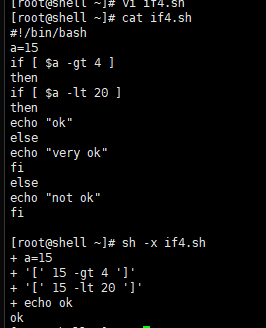 [root@shell ~]# vi if4.sh
[root@shell ~]# cat if4.sh
#!/bin/bash
a=15
if [ $a -gt 4 ]
then
if [ $a -lt 20 ]
then
echo "ok"
else
echo "very ok"
fi
else
echo "not ok"
fi
[root@shell ~]# sh -x if4.sh
+ a=15
+ '[' 15 -gt 4 ']'
+ '[' 15 -lt 20 ']'
+ echo ok
ok